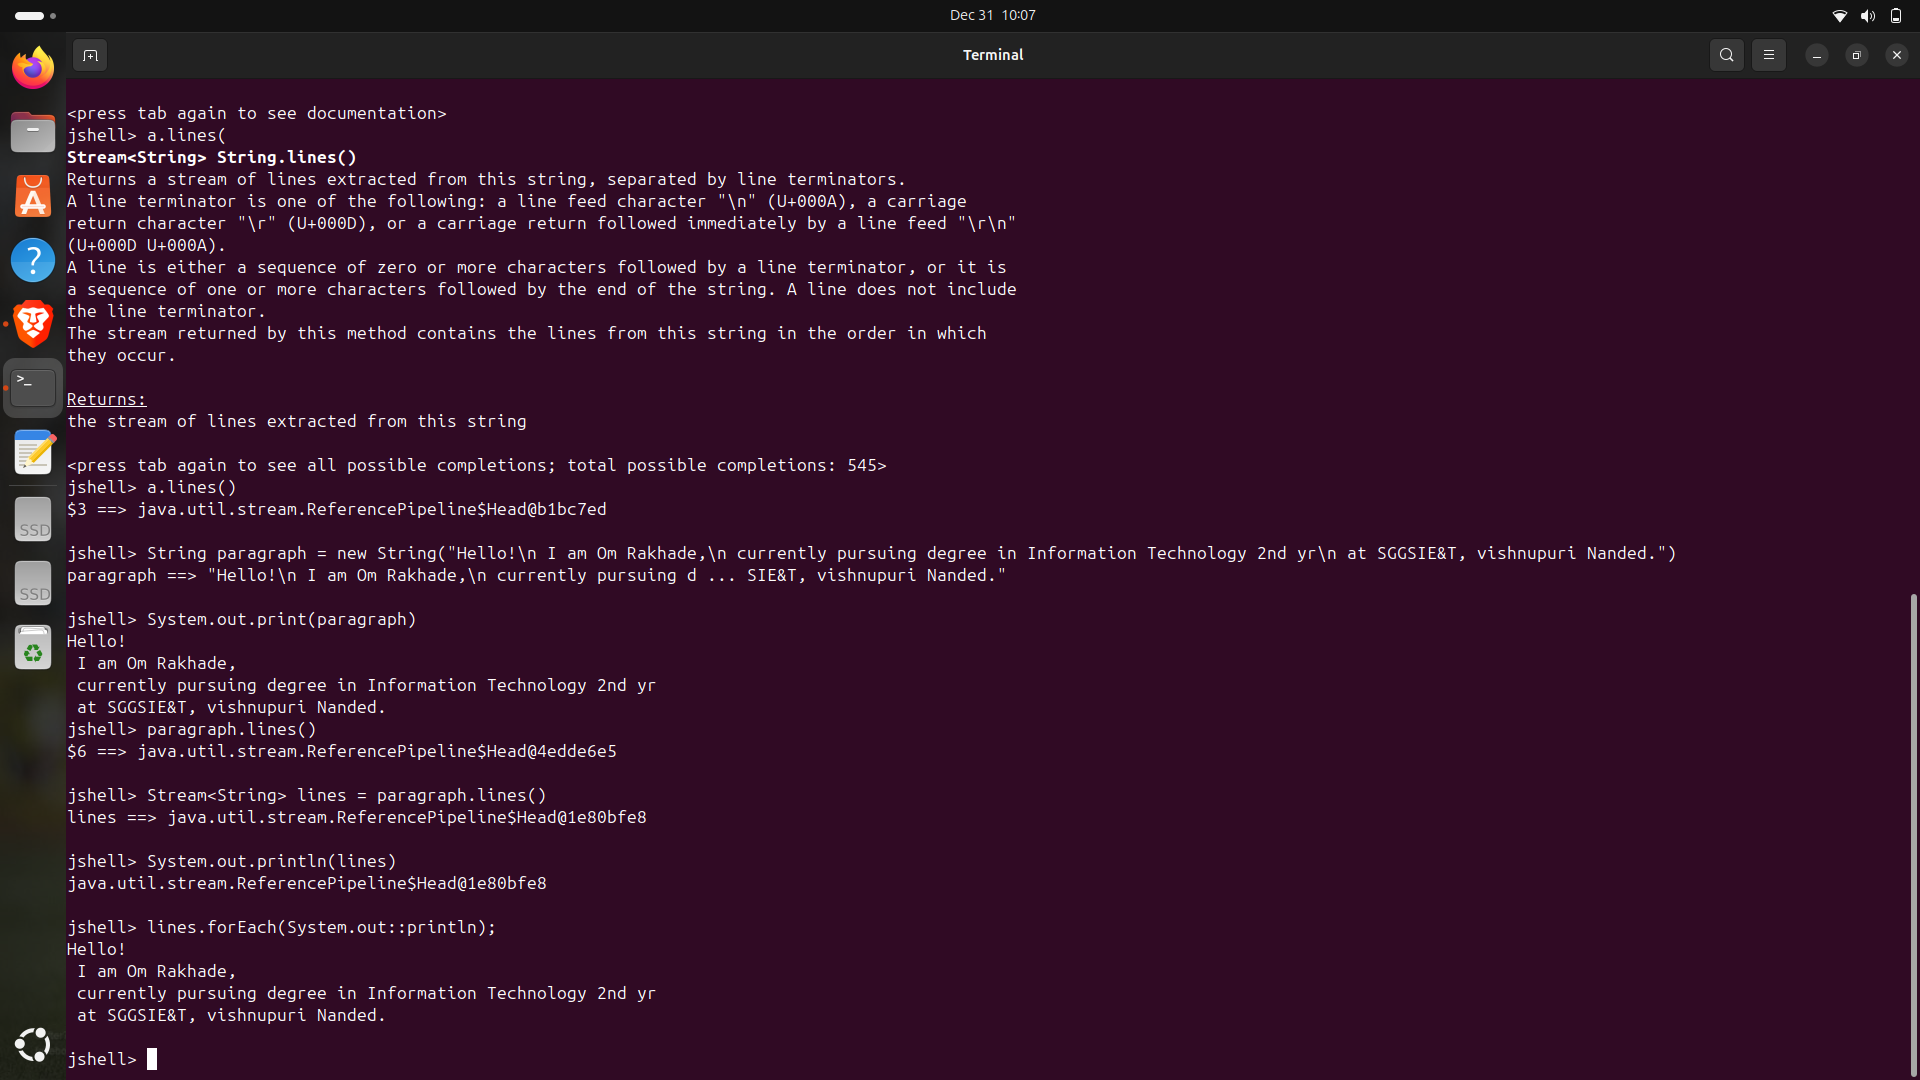 Dec 31 10:07
Terminal
<press tab again to see documentation>
jshell> a.lines(
Stream<String> String.lines()
Returns a stream of lines extracted from this string, separated by line terminators.
A line terminator is one of the following: a line feed character "\n" (U+000A), a carriage
return character "\r" (U+000D), or a carriage return followed immediately by a line feed "\r\n"
(U+000D U+000A).
A line is either a sequence of zero or more characters followed by a line terminator, or it is
a sequence of one or more characters followed by the end of the string. A line does not include
the line terminator.
The stream returned by this method contains the lines from this string in the order in which
they occur.
Returns:
the stream of lines extracted from this string
<press tab again to see all possible completions; total possible completions: 545>
jshell> a.lines()
$3 ==> java.util.stream.ReferencePipeline$Head@b1bc7ed
jshell> String paragraph = new String("Hello!\n I am Om Rakhade,\n currently pursuing degree in Information Technology 2nd yr\n at SGGSIE&T, vishnupuri Nanded.")
paragraph ==> "Hello!\n I am Om Rakhade,\n currently pursuing d ... SIE&T, vishnupuri Nanded."
jshell> System.out.print(paragraph)
Hello!
 I am Om Rakhade,
 currently pursuing degree in Information Technology 2nd yr
 at SGGSIE&T, vishnupuri Nanded.
jshell> paragraph.lines()
$6 ==> java.util.stream.ReferencePipeline$Head@4edde6e5
jshell> Stream<String> lines = paragraph.lines()
lines ==> java.util.stream.ReferencePipeline$Head@1e80bfe8
jshell> System.out.println(lines)
java.util.stream.ReferencePipeline$Head@1e80bfe8
jshell> lines.forEach(System.out::println);
Hello!
 I am Om Rakhade,
 currently pursuing degree in Information Technology 2nd yr
 at SGGSIE&T, vishnupuri Nanded.
jshell>
SSD
SSD